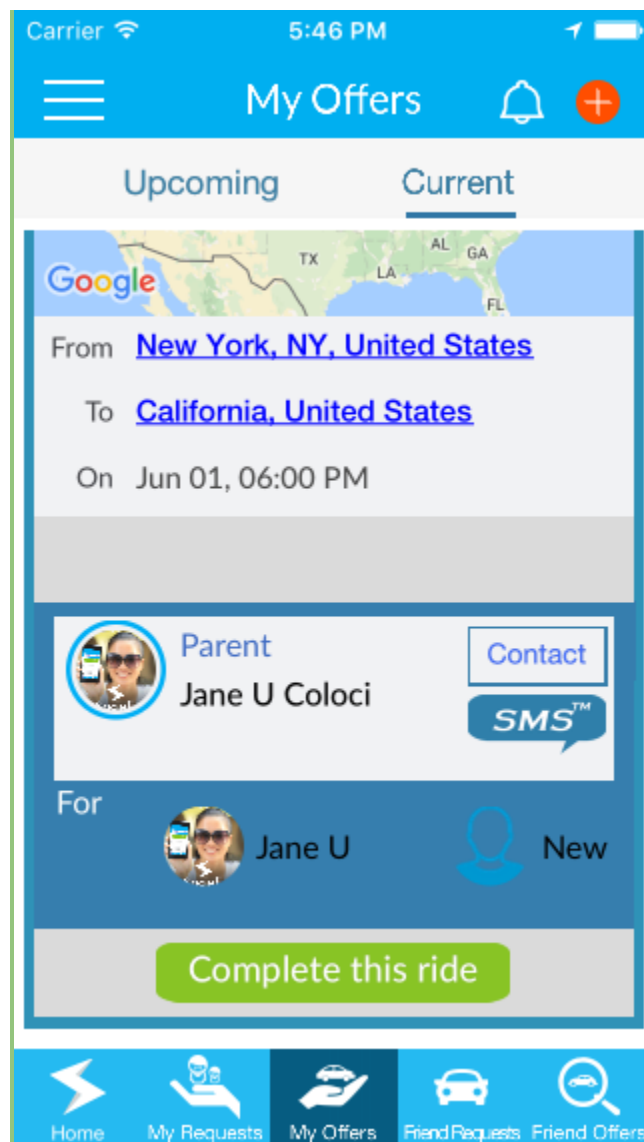 Carrier 5:46 PM
My Offers
Upcoming Current
TX LA AL GA FL
Google
From New York, NY, United States
To California, United States
On Jun 01, 06:00 PM
Parent Contact
Jane U Coloci
SMS™
For
Jane U New
Complete this ride
Home My Requests My Offers Friend Requests Friend Offers